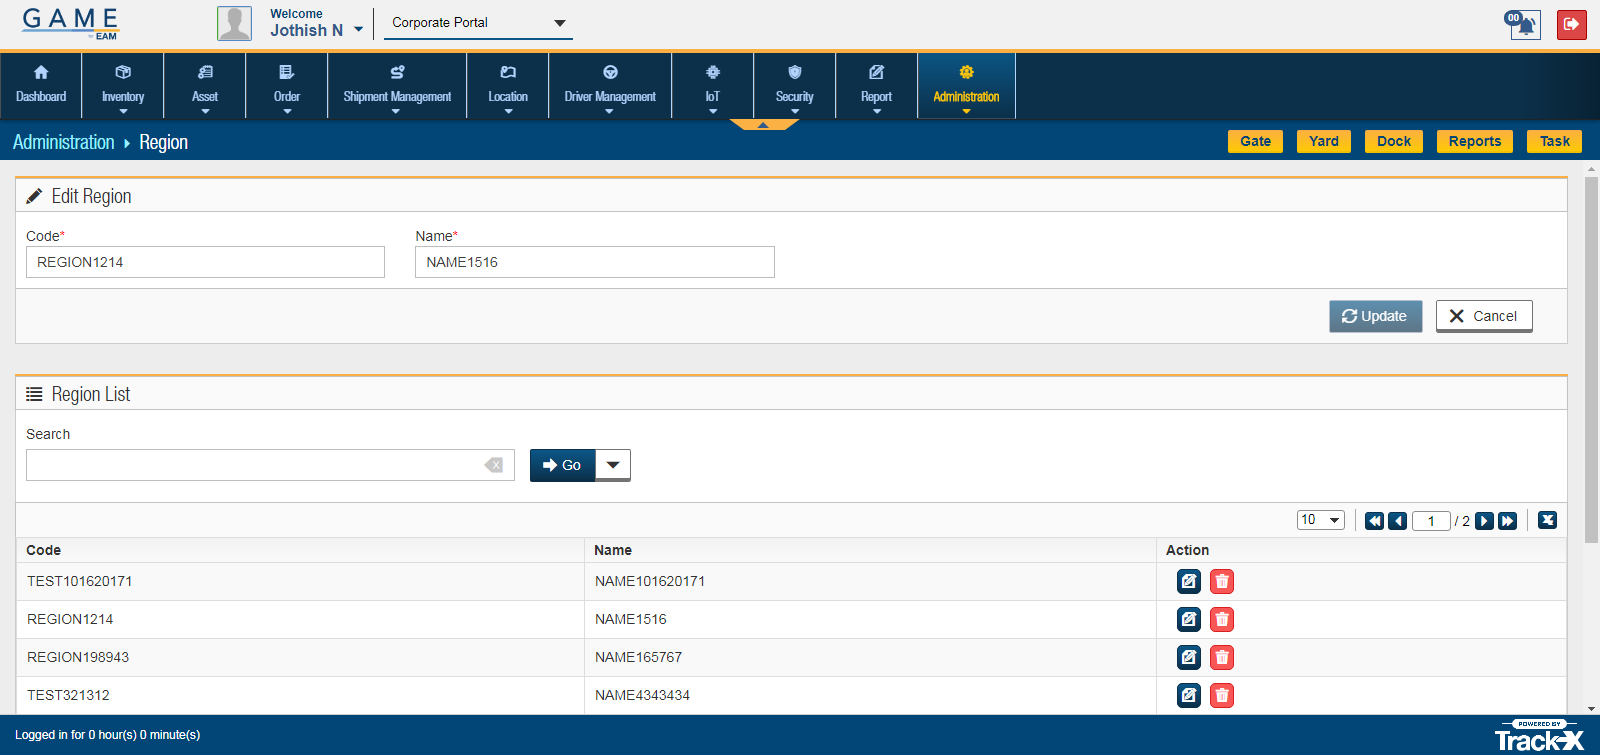 GAME
BY EAM
Welcome
Jothish N
Corporate Portal
00
Dashboard
Inventory
Asset
Order
Shipment Management
Location
Driver Management
IoT
Security
Report
Administration
Administration Region
Gate
Yard
Dock
Reports
Task
Edit Region
Code* Name*
REGION1214 NAME1516
Update Cancel
Region List
Search
Go
10 1 / 2
Code Name Action
TEST101620171 NAME101620171
REGION1214 NAME1516
REGION198943 NAME165767
TEST321312 NAME4343434
Logged in for 0 hour(s) 0 minute(s)
POWERED BY
Track-X